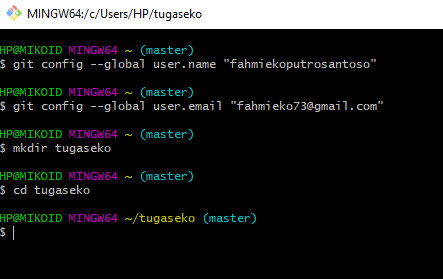 MINGW64:/c/Users/HP/tugaseko
HP@MIKOID MINGW64 ~ (master)
$ git config --global user.name "fahmiekoputrosantoso"
HP@MIKOID MINGW64 ~ (master)
$ git config --global user.email "fahmieko73@gmail.com"
HP@MIKOID MINGW64 ~ (master)
$ mkdir tugaseko
HP@MIKOID MINGW64 ~ (master)
$ cd tugaseko
HP@MIKOID MINGW64 ~/tugaseko (master)
$